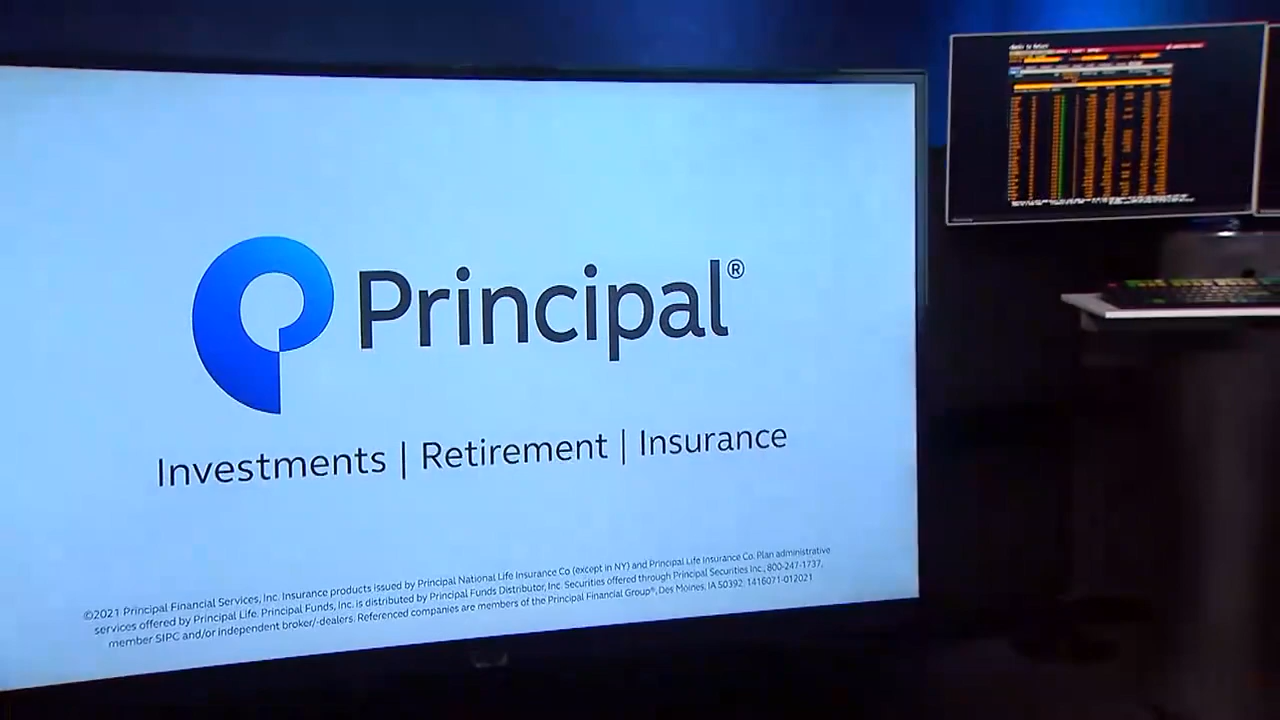 Principal®
Investments | Retirement | Insurance
©2021 Principal Financial Services, Inc. Insurance products issued by Principal National Life Insurance Co (except in NY) and Principal Life Insurance Co. Plan administrative
services offered by Principal Life. Principal Funds, Inc. is distributed by Principal Funds Distributor, Inc. Securities offered through Principal Securities Inc., 800-247-1737,
member SIPC and/or independent broker/-dealers. Referenced companies are members of the Principal Financial Group®, Des Moines, IA 50392. 1416071-012021